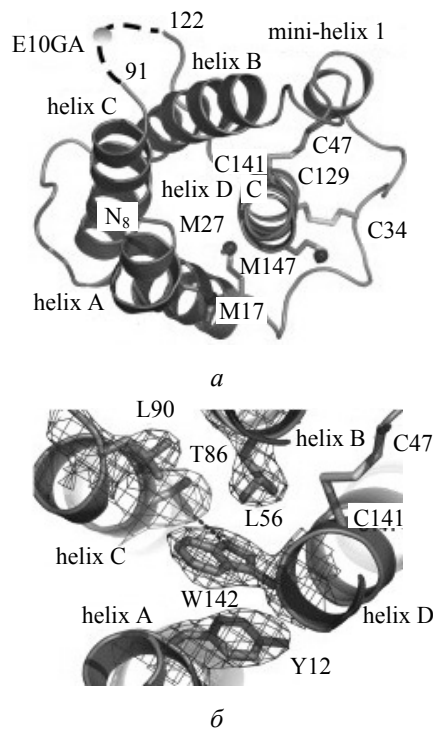 122
E10GA
mini-helix 1
helix B
91
helix C
C47
C141
helix D C C129
N8 M27
C34
M147
helix A
M17
а
L90
helix B
T86
C47
L56
C141
helix C
W142
helix A
helix D
Y12
б